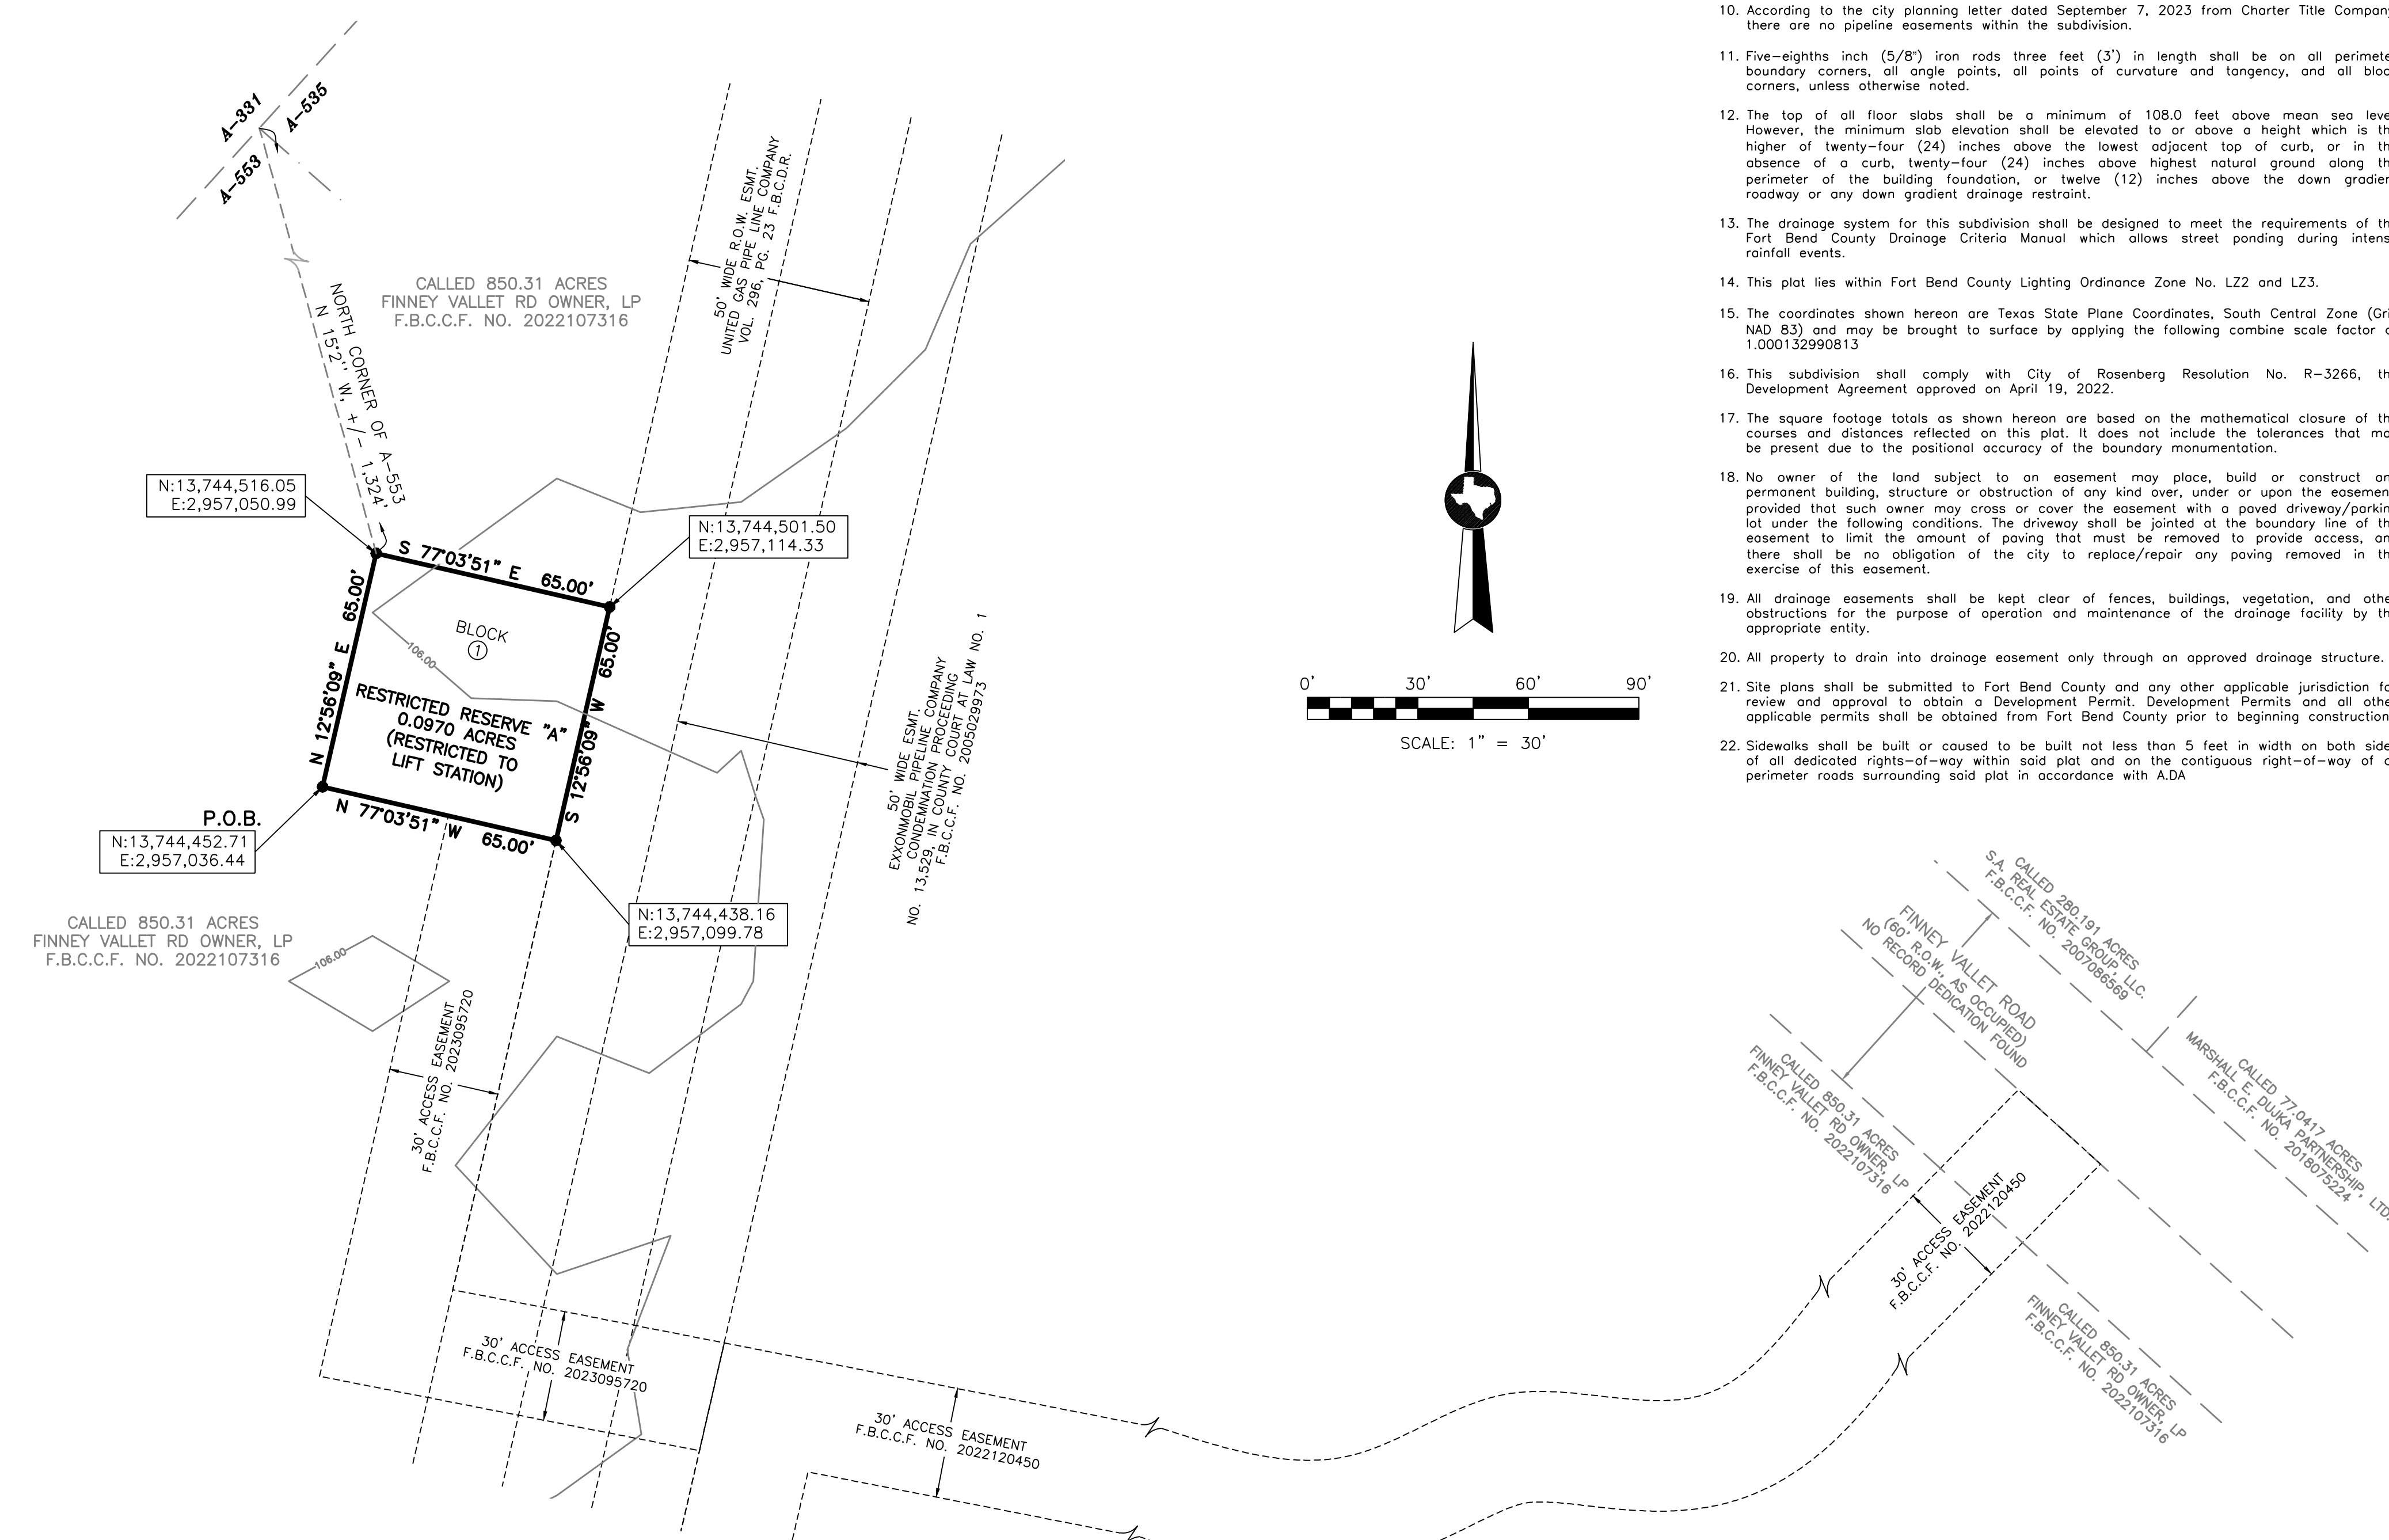 A-331
A-535
A-553
NORTH CORNER OF A-553
N 15°2'' W, +/- 1,324'
CALLED 850.31 ACRES
FINNEY VALLET RD OWNER, LP
F.B.C.C.F. NO. 2022107316
50' WIDE R.O.W. ESMT.
UNITED GAS PIPE LINE COMPANY
VOL. 296, PG. 23 F.B.C.D.R.
N:13,744,516.05
E:2,957,050.99
N:13,744,501.50
E:2,957,114.33
S 77°03'51" E 65.00'
N 12°56'09" E 65.00'
BLOCK
1
106.00
RESTRICTED RESERVE "A"
0.0970 ACRES
(RESTRICTED TO
LIFT STATION)
S 12°56'09" W 65.00'
N 77°03'51" W 65.00'
P.O.B.
N:13,744,452.71
E:2,957,036.44
N:13,744,438.16
E:2,957,099.78
50' WIDE ESMT.
EXXONMOBIL PIPELINE COMPANY
CONDEMNATION PROCEEDING
NO. 13,529, IN COUNTY COURT AT LAW NO. 1
F.B.C.C.F. NO. 2005029973
CALLED 850.31 ACRES
FINNEY VALLET RD OWNER, LP
F.B.C.C.F. NO. 2022107316
106.00
30' ACCESS EASEMENT
F.B.C.C.F. NO. 2023095720
30' ACCESS EASEMENT
F.B.C.C.F. NO. 2023095720
30' ACCESS EASEMENT
F.B.C.C.F. NO. 2022120450
0' 30' 60' 90'
SCALE: 1" = 30'
10. According to the city planning letter dated September 7, 2023 from Charter Title Company
there are no pipeline easements within the subdivision.
11. Five-eighths inch (5/8") iron rods three feet (3') in length shall be on all perimete
boundary corners, all angle points, all points of curvature and tangency, and all bloc
corners, unless otherwise noted.
12. The top of all floor slabs shall be a minimum of 108.0 feet above mean sea leve
However, the minimum slab elevation shall be elevated to or above a height which is th
higher of twenty-four (24) inches above the lowest adjacent top of curb, or in th
absence of a curb, twenty-four (24) inches above highest natural ground along th
perimeter of the building foundation, or twelve (12) inches above the down gradien
roadway or any down gradient drainage restraint.
13. The drainage system for this subdivision shall be designed to meet the requirements of th
Fort Bend County Drainage Criteria Manual which allows street ponding during intens
rainfall events.
14. This plat lies within Fort Bend County Lighting Ordinance Zone No. LZ2 and LZ3.
15. The coordinates shown hereon are Texas State Plane Coordinates, South Central Zone (Gri
NAD 83) and may be brought to surface by applying the following combine scale factor o
1.000132990813
16. This subdivision shall comply with City of Rosenberg Resolution No. R-3266, th
Development Agreement approved on April 19, 2022.
17. The square footage totals as shown hereon are based on the mathematical closure of th
courses and distances reflected on this plat. It does not include the tolerances that ma
be present due to the positional accuracy of the boundary monumentation.
18. No owner of the land subject to an easement may place, build or construct an
permanent building, structure or obstruction of any kind over, under or upon the easemen
provided that such owner may cross or cover the easement with a paved driveway/parkin
lot under the following conditions. The driveway shall be jointed at the boundary line of th
easement to limit the amount of paving that must be removed to provide access, an
there shall be no obligation of the city to replace/repair any paving removed in th
exercise of this easement.
19. All drainage easements shall be kept clear of fences, buildings, vegetation, and othe
obstructions for the purpose of operation and maintenance of the drainage facility by th
appropriate entity.
20. All property to drain into drainage easement only through an approved drainage structure.
21. Site plans shall be submitted to Fort Bend County and any other applicable jurisdiction fo
review and approval to obtain a Development Permit. Development Permits and all othe
applicable permits shall be obtained from Fort Bend County prior to beginning construction
22. Sidewalks shall be built or caused to be built not less than 5 feet in width on both side
of all dedicated rights-of-way within said plat and on the contiguous right-of-way of a
perimeter roads surrounding said plat in accordance with A.DA
CALLED 280.191 ACRES
S.A. REAL ESTATE GROUP, LLC.
F.B.C.C.F. NO. 2007086569
FINNEY VALLET ROAD
(60' R.O.W., AS OCCUPIED)
NO RECORD DEDICATION FOUND
CALLED 850.31 ACRES
FINNEY VALLET RD OWNER, LP
F.B.C.C.F. NO. 2022107316
CALLED 77.0417 ACRES
MARSHALL E. DUJKA PARTNERSHIP, LTD.
F.B.C.C.F. NO. 2018075224
30' ACCESS EASEMENT
F.B.C.C.F. NO. 2022120450
CALLED 850.31 ACRES
FINNEY VALLET RD OWNER, LP
F.B.C.C.F. NO. 2022107316